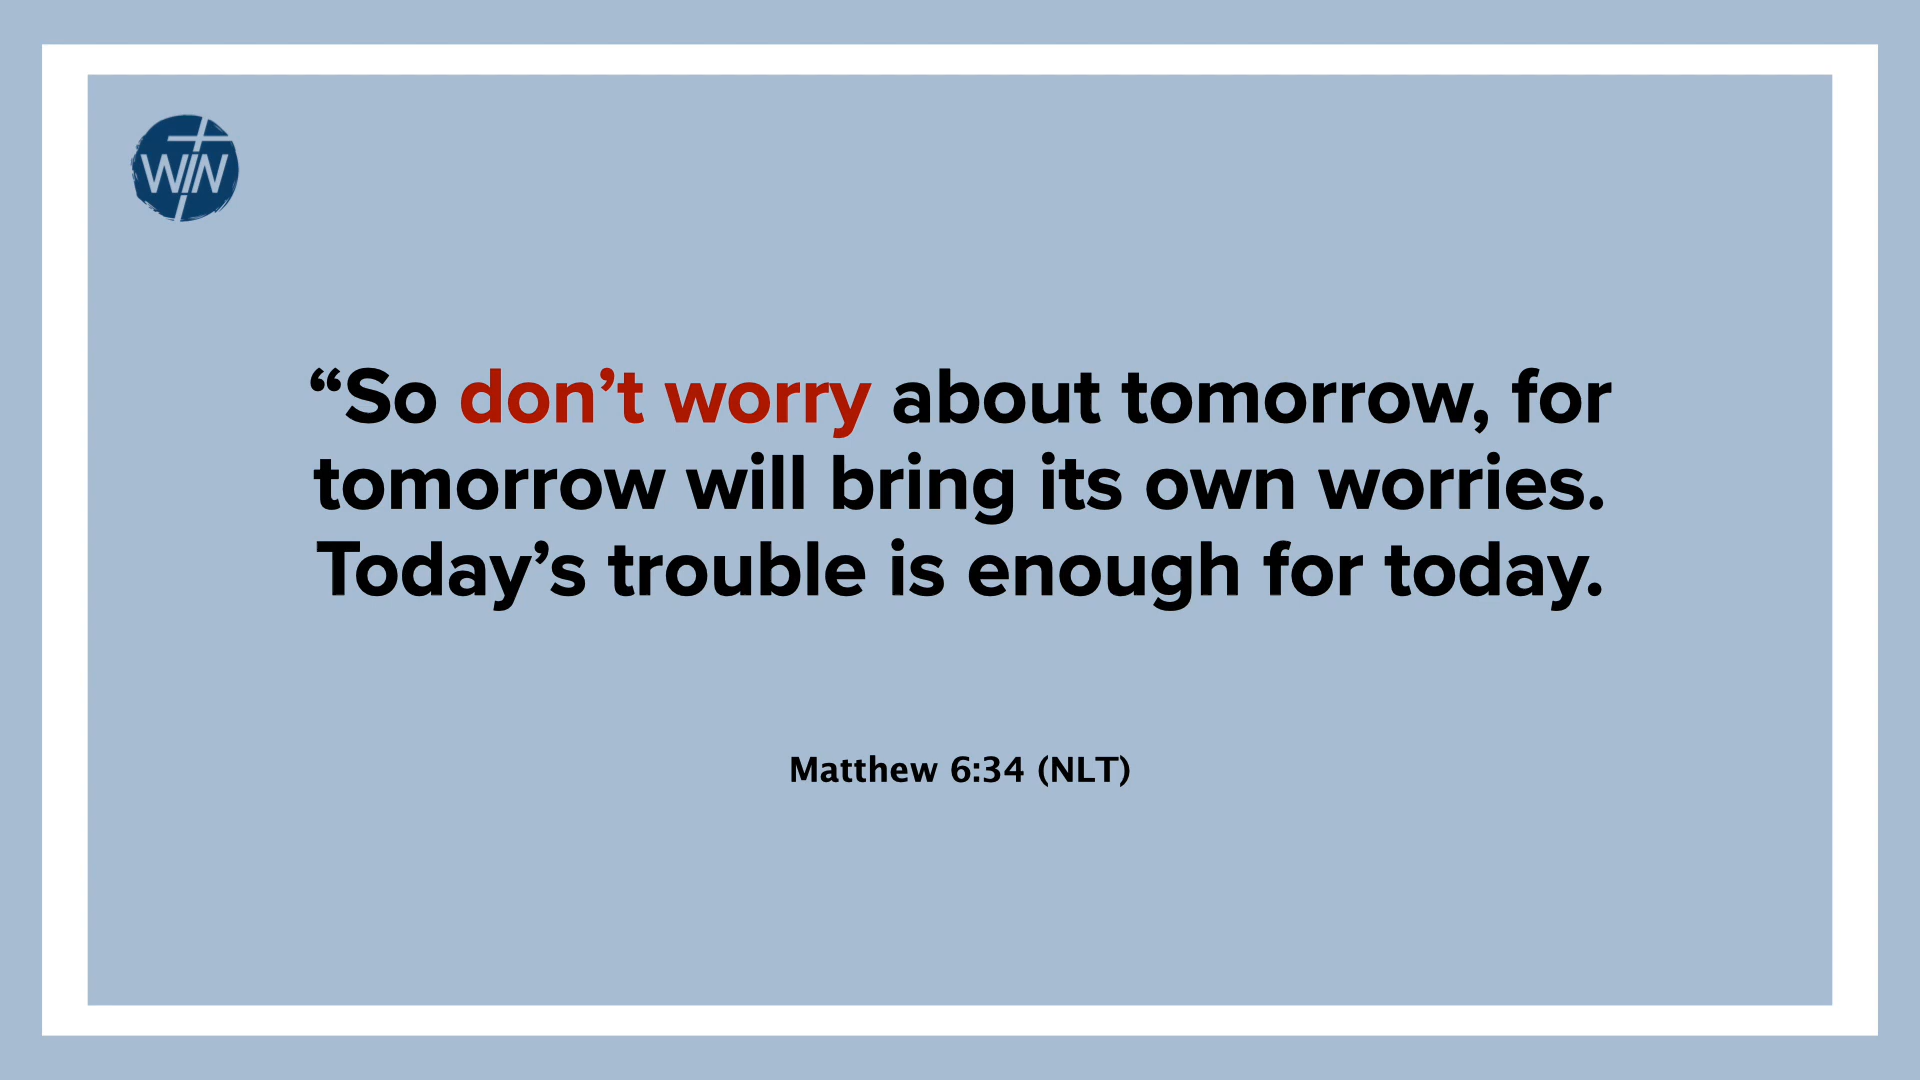 WIN
“So don’t worry about tomorrow, for
tomorrow will bring its own worries.
Today’s trouble is enough for today.
Matthew 6:34 (NLT)